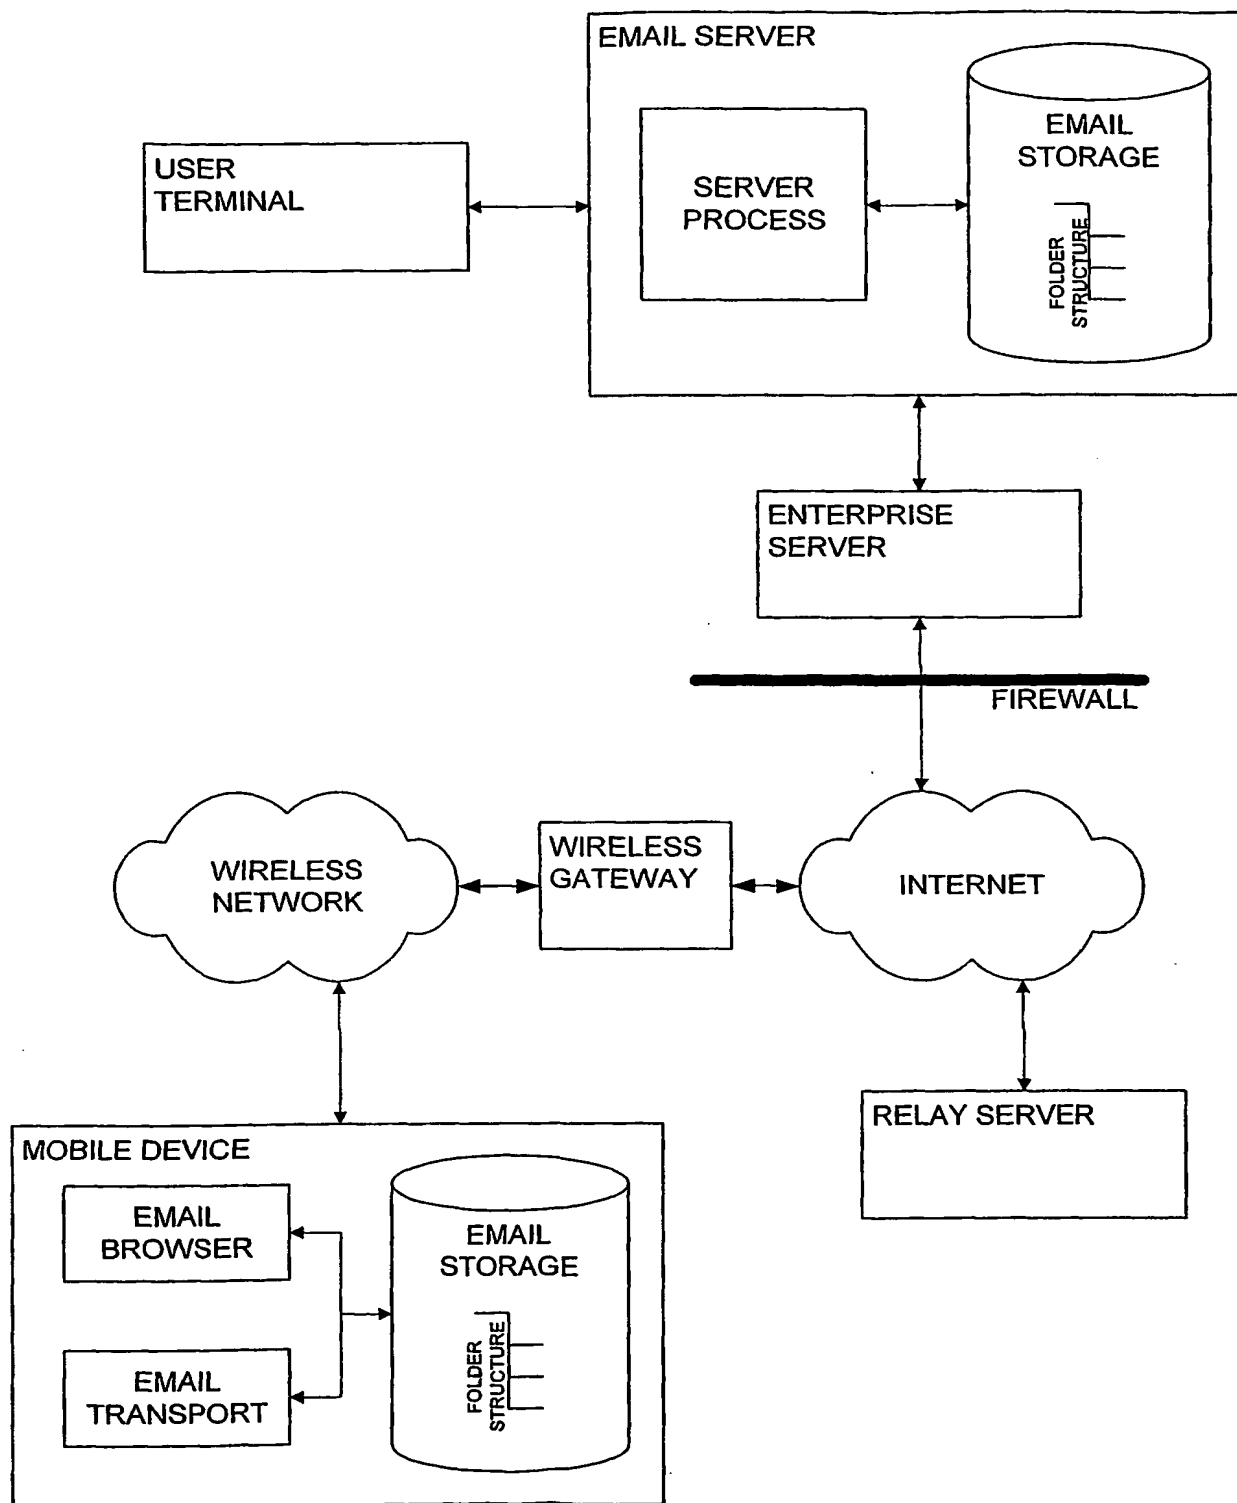 EMAIL SERVER
EMAIL
STORAGE
USER
TERMINAL
SERVER
PROCESS
FOLDER
STRUCTURE
ENTERPRISE
SERVER
FIREWALL
WIRELESS
NETWORK
WIRELESS
GATEWAY
INTERNET
RELAY SERVER
MOBILE DEVICE
EMAIL
BROWSER
EMAIL
STORAGE
FOLDER
STRUCTURE
EMAIL
TRANSPORT